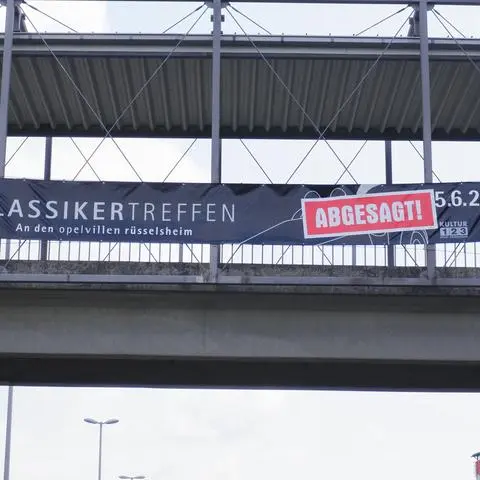 LASSIKERTREFFEN
An den opelvillen rüsselsheim
ABGESAGT!
5.6.2
KULTUR
123